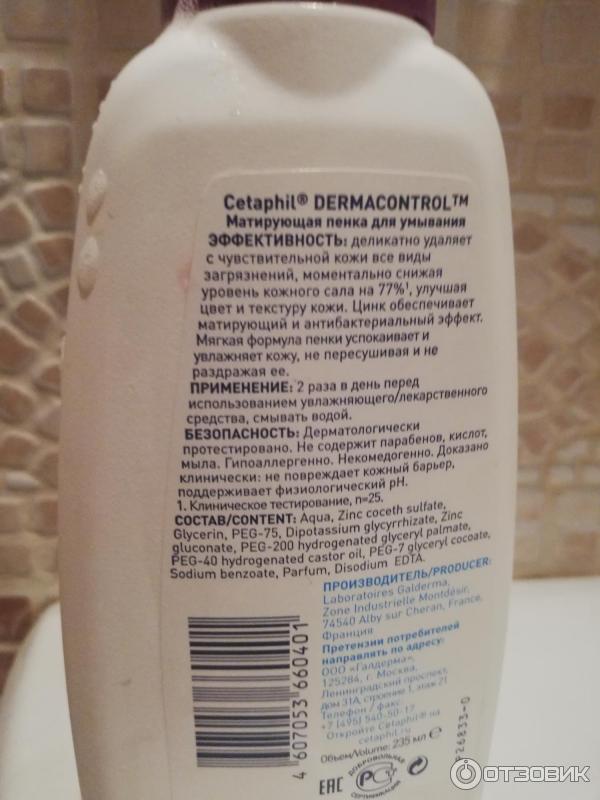 Cetaphil® DERMACONTROL™
Матирующая пенка для умывания
ЭФФЕКТИВНОСТЬ: деликатно удаляет
с чувствительной кожи все виды
загрязнений, моментально снижая
уровень кожного сала на 77%¹, улучшая
цвет и текстуру кожи. Цинк обеспечивает
матирующий и антибактериальный эффект.
Мягкая формула пенки успокаивает и
увлажняет кожу, не пересушивая и не
раздражая ее.
ПРИМЕНЕНИЕ: 2 раза в день перед
использованием увлажняющего/лекарственного
средства, смывать водой.
БЕЗОПАСНОСТЬ: Дерматологически
протестировано. Не содержит парабенов, кислот,
мыла. Гипоаллергенно. Некомедогенно. Доказано
клинически: не повреждает кожный барьер,
поддерживает физиологический pH.
1. Клиническое тестирование, n=25.
СОСТАВ/CONTENT: Aqua, Zinc coceth sulfate,
Glycerin, PEG-75, Dipotassium glycyrrhizate, Zinc
gluconate, PEG-200 hydrogenated glyceryl palmate,
PEG-40 hydrogenated castor oil, PEG-7 glyceryl cocoate,
Sodium benzoate, Parfum, Disodium EDTA.
ПРОИЗВОДИТЕЛЬ/PRODUCER:
Laboratoires Galderma,
Zone Industrielle Montdésir,
74540 Alby sur Cheran, France,
Франция
Претензии потребителей
направлять по адресу:
ООО «Галдерма»,
125284, г. Москва,
Ленинградский проспект,
дом 31А, строение 1, этаж 21
Телефон / факс:
+7 (495) 540-50-17
Откройте Cetaphil® на
cetaphil.ru
Объем/Volume: 235 мл ℮
4 607053 660401
EAC
ДОБРОВОЛЬНАЯ
СЕРТИФИКАЦИЯ
P26833-0
ОТЗОВИК